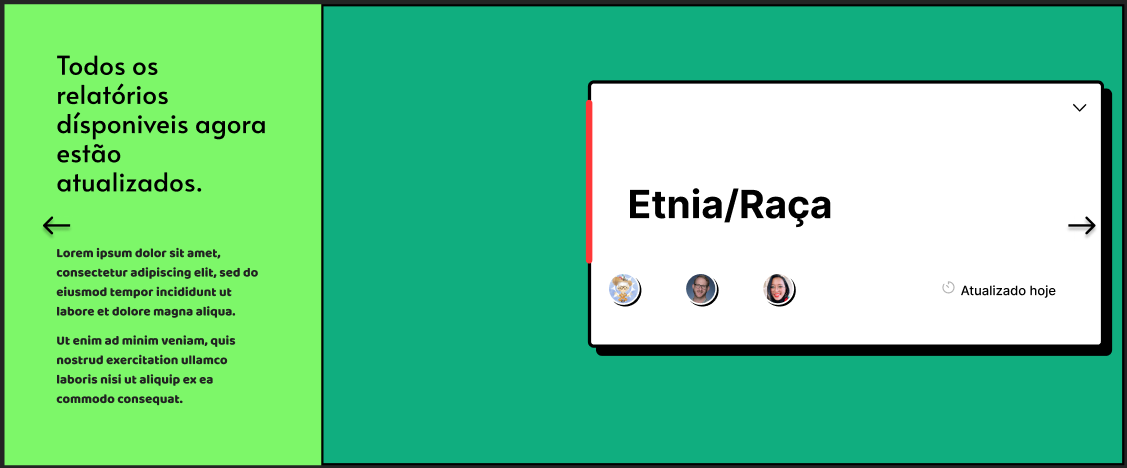 Todos os
relatórios
dísponiveis agora
estão
atualizados.
Lorem ipsum dolor sit amet,
consectetur adipiscing elit, sed do
eiusmod tempor incididunt ut
labore et dolore magna aliqua.
Ut enim ad minim veniam, quis
nostrud exercitation ullamco
laboris nisi ut aliquip ex ea
commodo consequat.
Etnia/Raça
Atualizado hoje